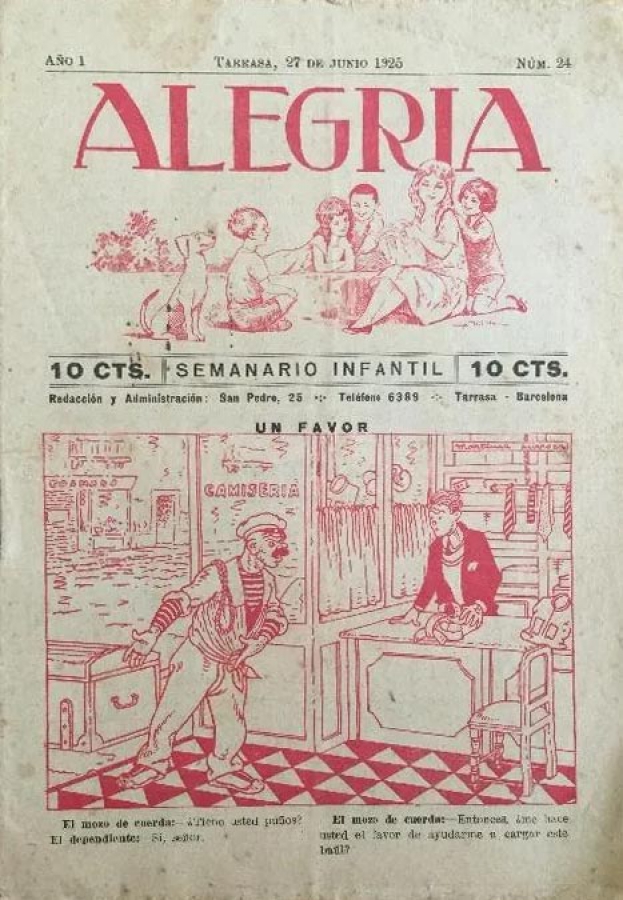 AÑO 1 TARRASA, 27 DE JUNIO 1925 NÚM. 24
ALEGRIA
10 CTS. SEMANARIO INFANTIL 10 CTS.
Redacción y Administración: San Pedro, 25 -:- Teléfono 6389 -:- Tarrasa - Barcelona
UN FAVOR
CAMISERIA
El mozo de cuerda:—¿Tiene usted puños?
El dependiente:—Sí, señor.
El mozo de cuerda:—Entonces, ¿me hace
usted el favor de ayudarme a cargar este
baúl?